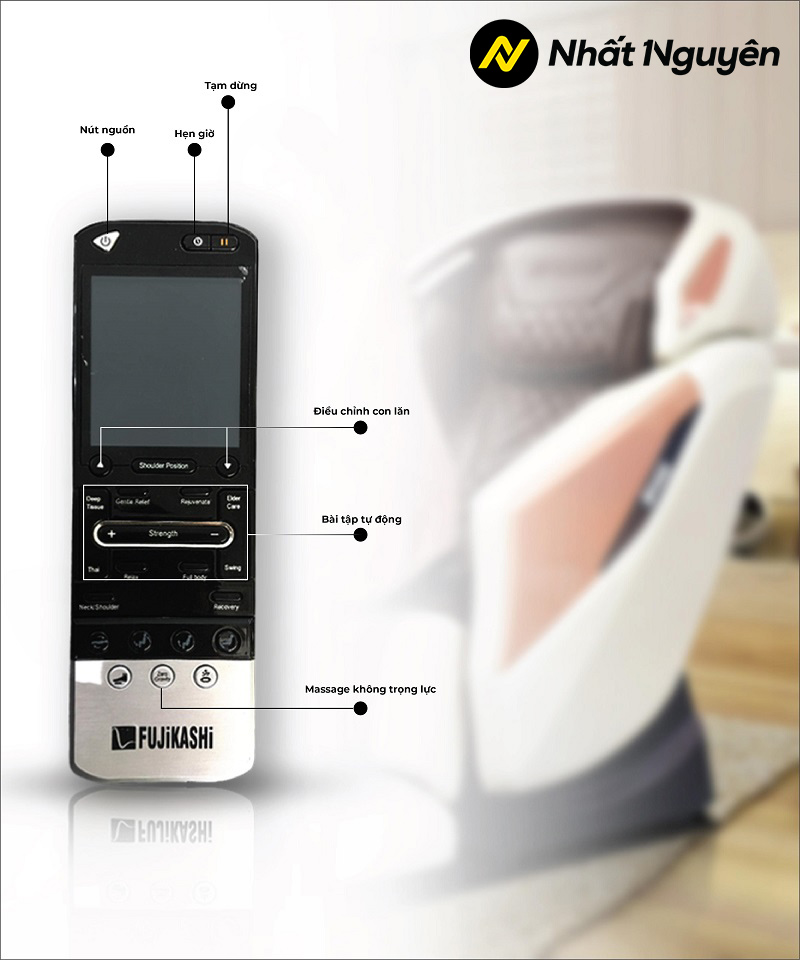 Nhất Nguyên
Tạm dừng
Nút nguồn
Hẹn giờ
Điều chỉnh con lăn
Shoulder Position
Deep Tissue
Gentle Relief
Rejuvenate
Elder Care
Bài tập tự động
+ Strength −
Thai
Relax
Full body
Swing
Neck/Shoulder
Recovery
Zero Gravity
Massage không trọng lực
FUJIKASHI